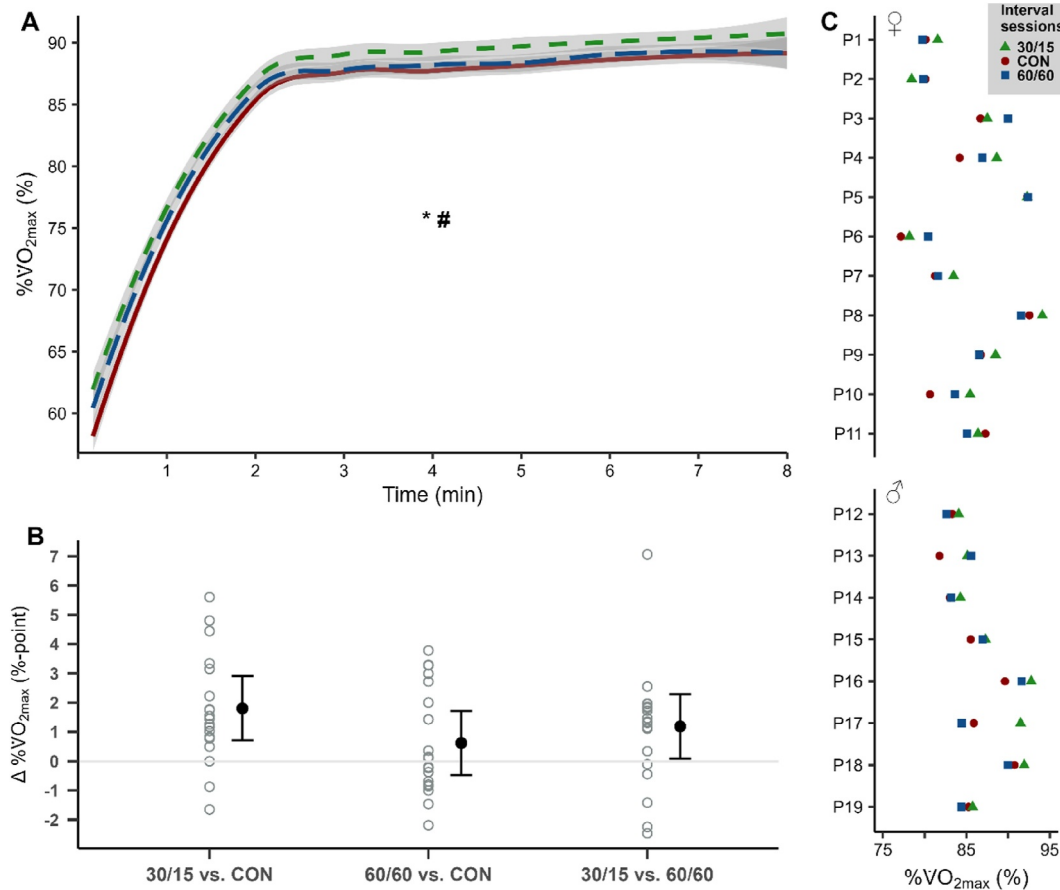 A
%V̇O2max (%)
90
85
80
75
70
65
60
* #
1 2 3 4 5 6 7 8
Time (min)
B
Δ %V̇O2max (%-point)
7
6
5
4
3
2
1
0
-1
-2
30/15 vs. CON 60/60 vs. CON 30/15 vs. 60/60
C
♀
Interval
sessions
30/15
CON
60/60
P1
P2
P3
P4
P5
P6
P7
P8
P9
P10
P11
♂
P12
P13
P14
P15
P16
P17
P18
P19
75 85 95
%V̇O2max (%)